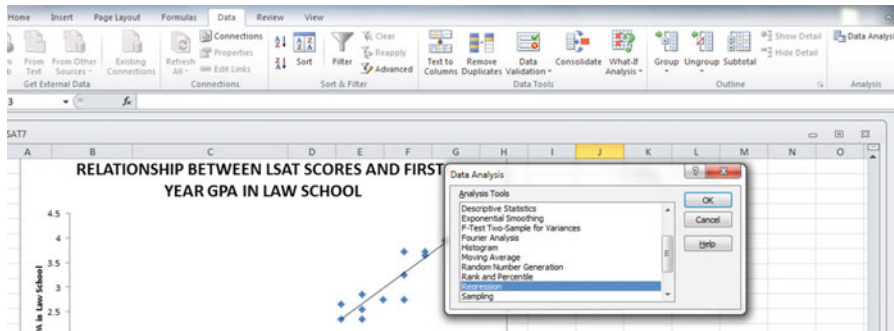 Home Insert Page Layout Formulas Data Review View
From Text
From Other Sources
Existing Connections
Get External Data
Refresh All
Connections
Properties
Edit Links
Connections
Sort
Filter
Clear
Reapply
Advanced
Sort & Filter
Text to Columns
Remove Duplicates
Data Validation
Consolidate
What-If Analysis
Data Tools
Group
Ungroup
Subtotal
Show Detail
Hide Detail
Outline
Data Analysis
Analysis
3 fx
SAT7
A B C D E F G H I J K L M N O
RELATIONSHIP BETWEEN LSAT SCORES AND FIRST
YEAR GPA IN LAW SCHOOL
4.5
4
3.5
3
2.5
GPA in Law School
Data Analysis
Analysis Tools
Descriptive Statistics
Exponential Smoothing
F-Test Two-Sample for Variances
Fourier Analysis
Histogram
Moving Average
Random Number Generation
Rank and Percentile
Regression
Sampling
OK
Cancel
Help